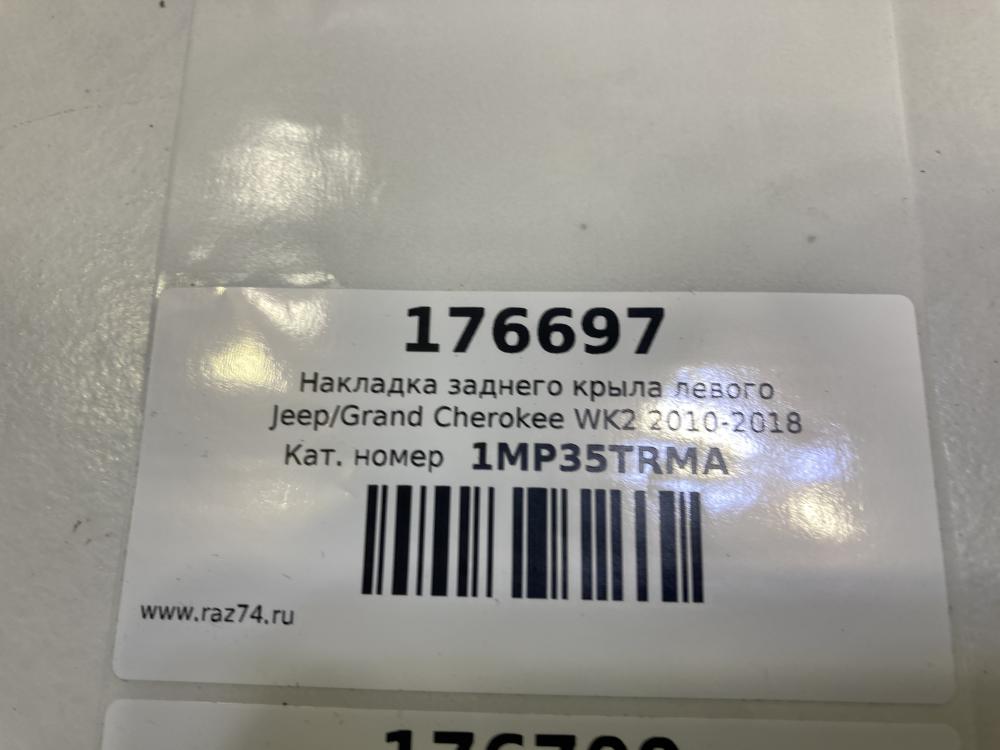 176697
Накладка заднего крыла левого
Jeep/Grand Cherokee WK2 2010-2018
Кат. номер 1MP35TRMA
www.raz74.ru